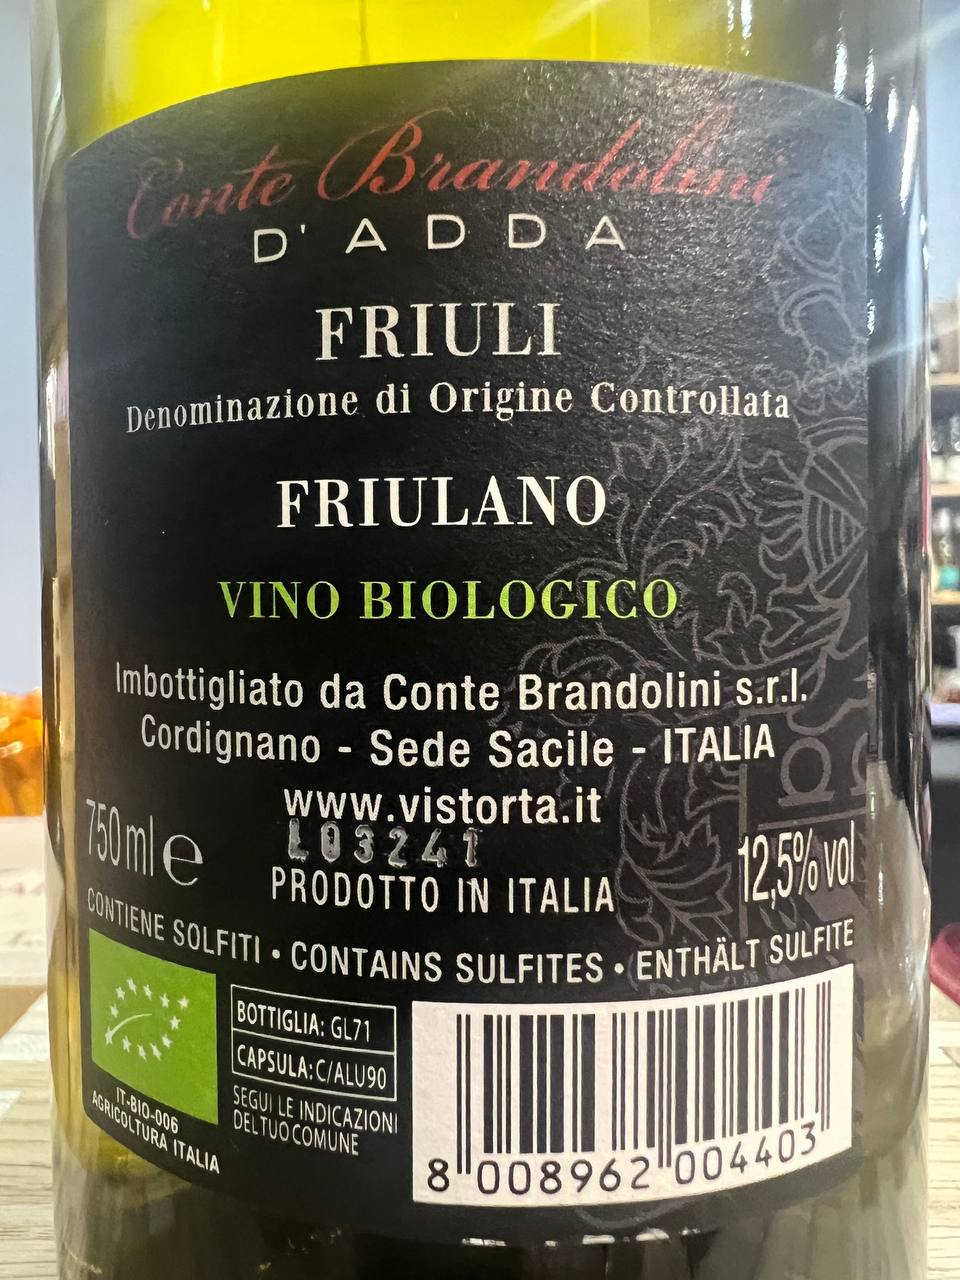 Conte Brandolini
D'ADDA
FRIULI
Denominazione di Origine Controllata
FRIULANO
VINO BIOLOGICO
Imbottigliato da Conte Brandolini s.r.l.
Cordignano - Sede Sacile - ITALIA
www.vistorta.it
750 ml e
L03241
12,5% vol
PRODOTTO IN ITALIA
CONTIENE SOLFITI • CONTAINS SULFITES • ENTHÄLT SULFITE
BOTTIGLIA: GL71
CAPSULA: C/ALU90
SEGUI LE INDICAZIONI
DEL TUO COMUNE
IT-BIO-006
AGRICOLTURA ITALIA
8 008962 004403